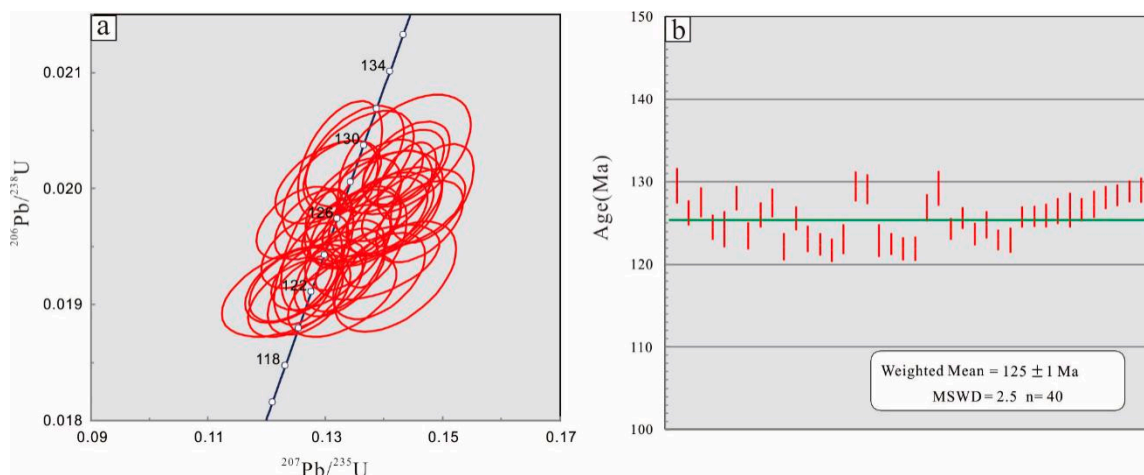 a
0.021
0.020
0.019
0.018
²⁰⁶Pb/²³⁸U
134
130
126
122
118
0.09
0.11
0.13
0.15
0.17
²⁰⁷Pb/²³⁵U
b
150
140
130
120
110
100
Age(Ma)
Weighted Mean = 125 ± 1 Ma
MSWD = 2.5 n= 40